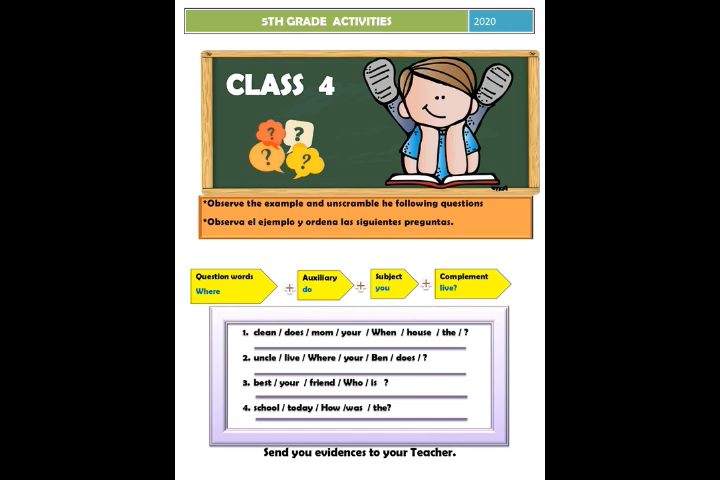 5TH GRADE ACTIVITIES 2020
CLASS 4
? ?
? ?
*Observe the example and unscramble he following questions
*Observa el ejemplo y ordena las siguientes preguntas.
Question words + Auxiliary + Subject + Complement
Where do you live?
1. clean / does / mom / your / When / house / the / ?
2. uncle / live / Where / your / Ben / does / ?
3. best / your / friend / Who / is ?
4. school / today / How /was / the?
Send you evidences to your Teacher.